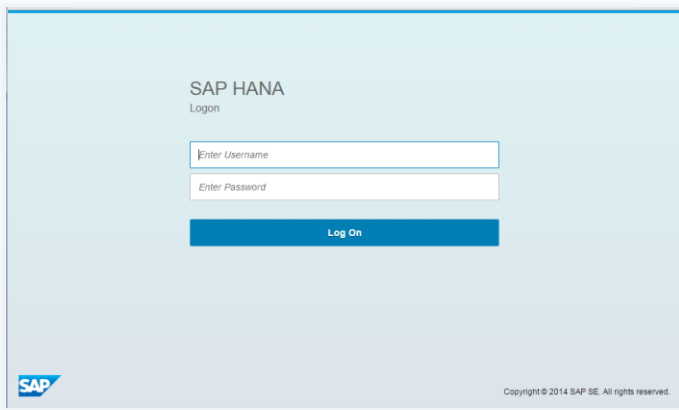 SAP HANA
Logon
Enter Username
Enter Password
Log On
SAP
Copyright © 2014 SAP SE. All rights reserved.